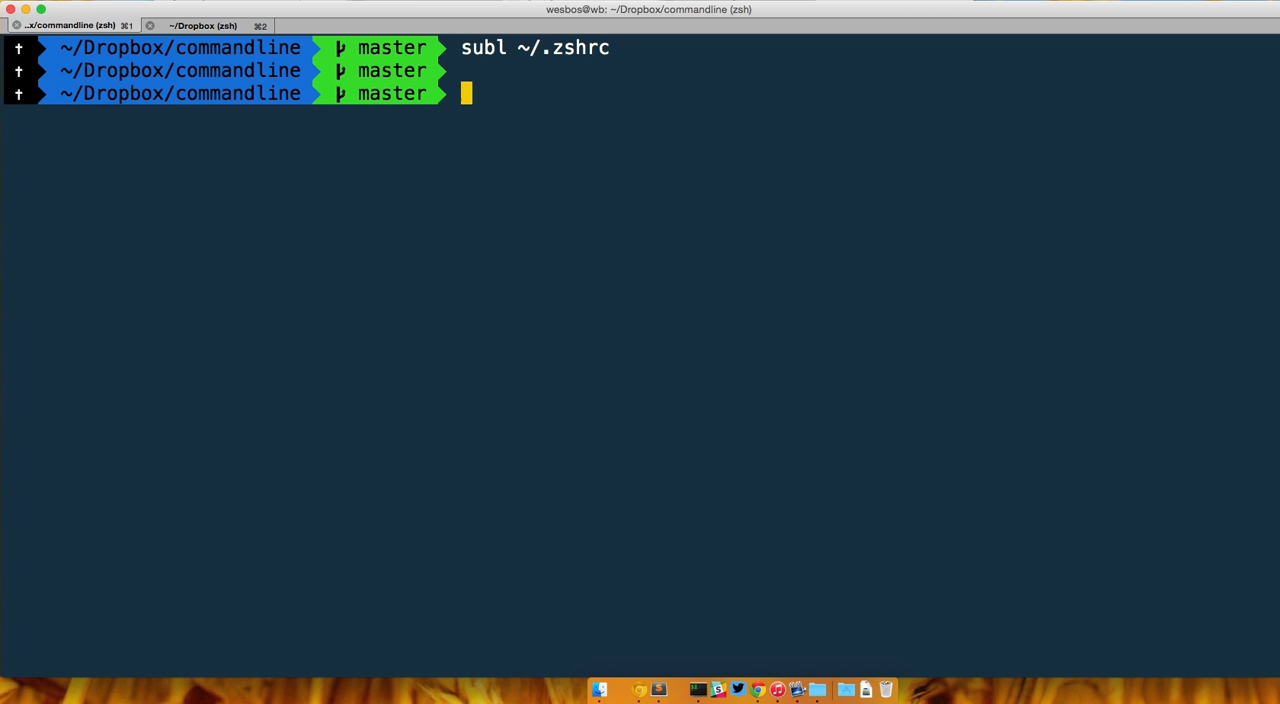 wesbos@wb: ~/Dropbox/commandline (zsh)
..x/commandline (zsh) ⌘1 ~/Dropbox (zsh) ⌘2
✝ ~/Dropbox/commandline master subl ~/.zshrc
✝ ~/Dropbox/commandline master
✝ ~/Dropbox/commandline master